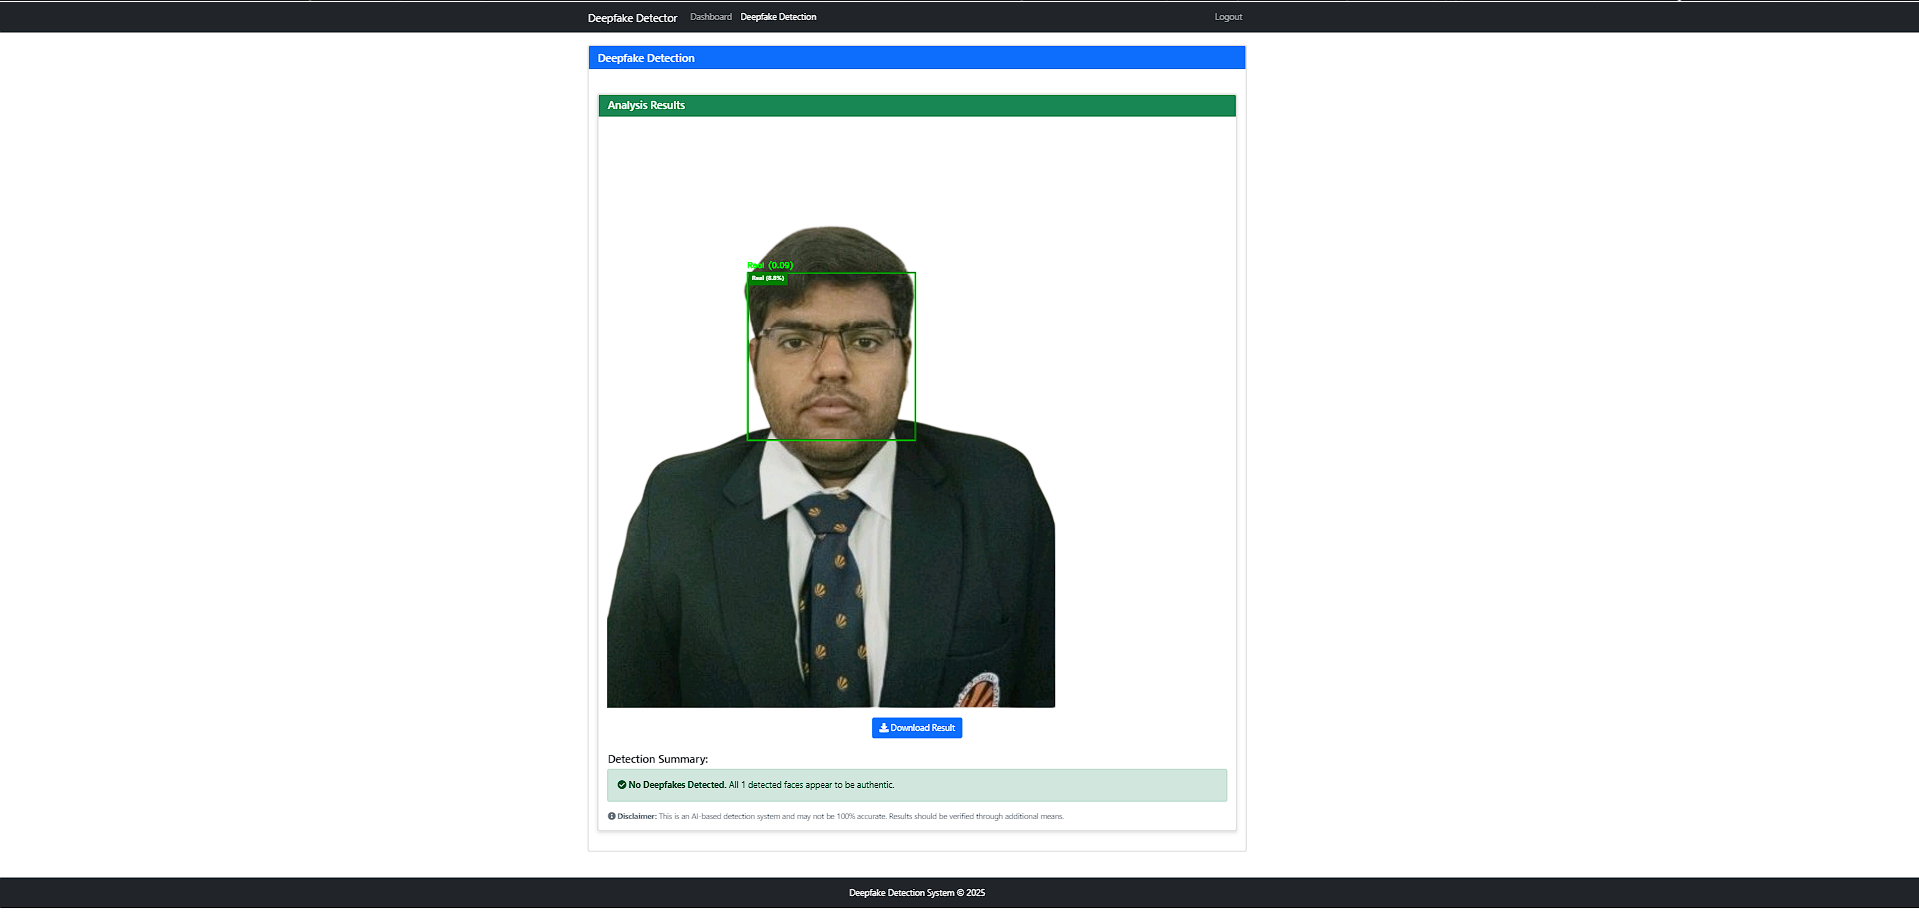 Deepfake Detector Dashboard Deepfake Detection Logout
Deepfake Detection
Analysis Results
Real (0.09)
Real (8.8%)
Download Result
Detection Summary:
No Deepfakes Detected. All 1 detected faces appear to be authentic.
Disclaimer: This is an AI-based detection system and may not be 100% accurate. Results should be verified through additional means.
Deepfake Detection System © 2025